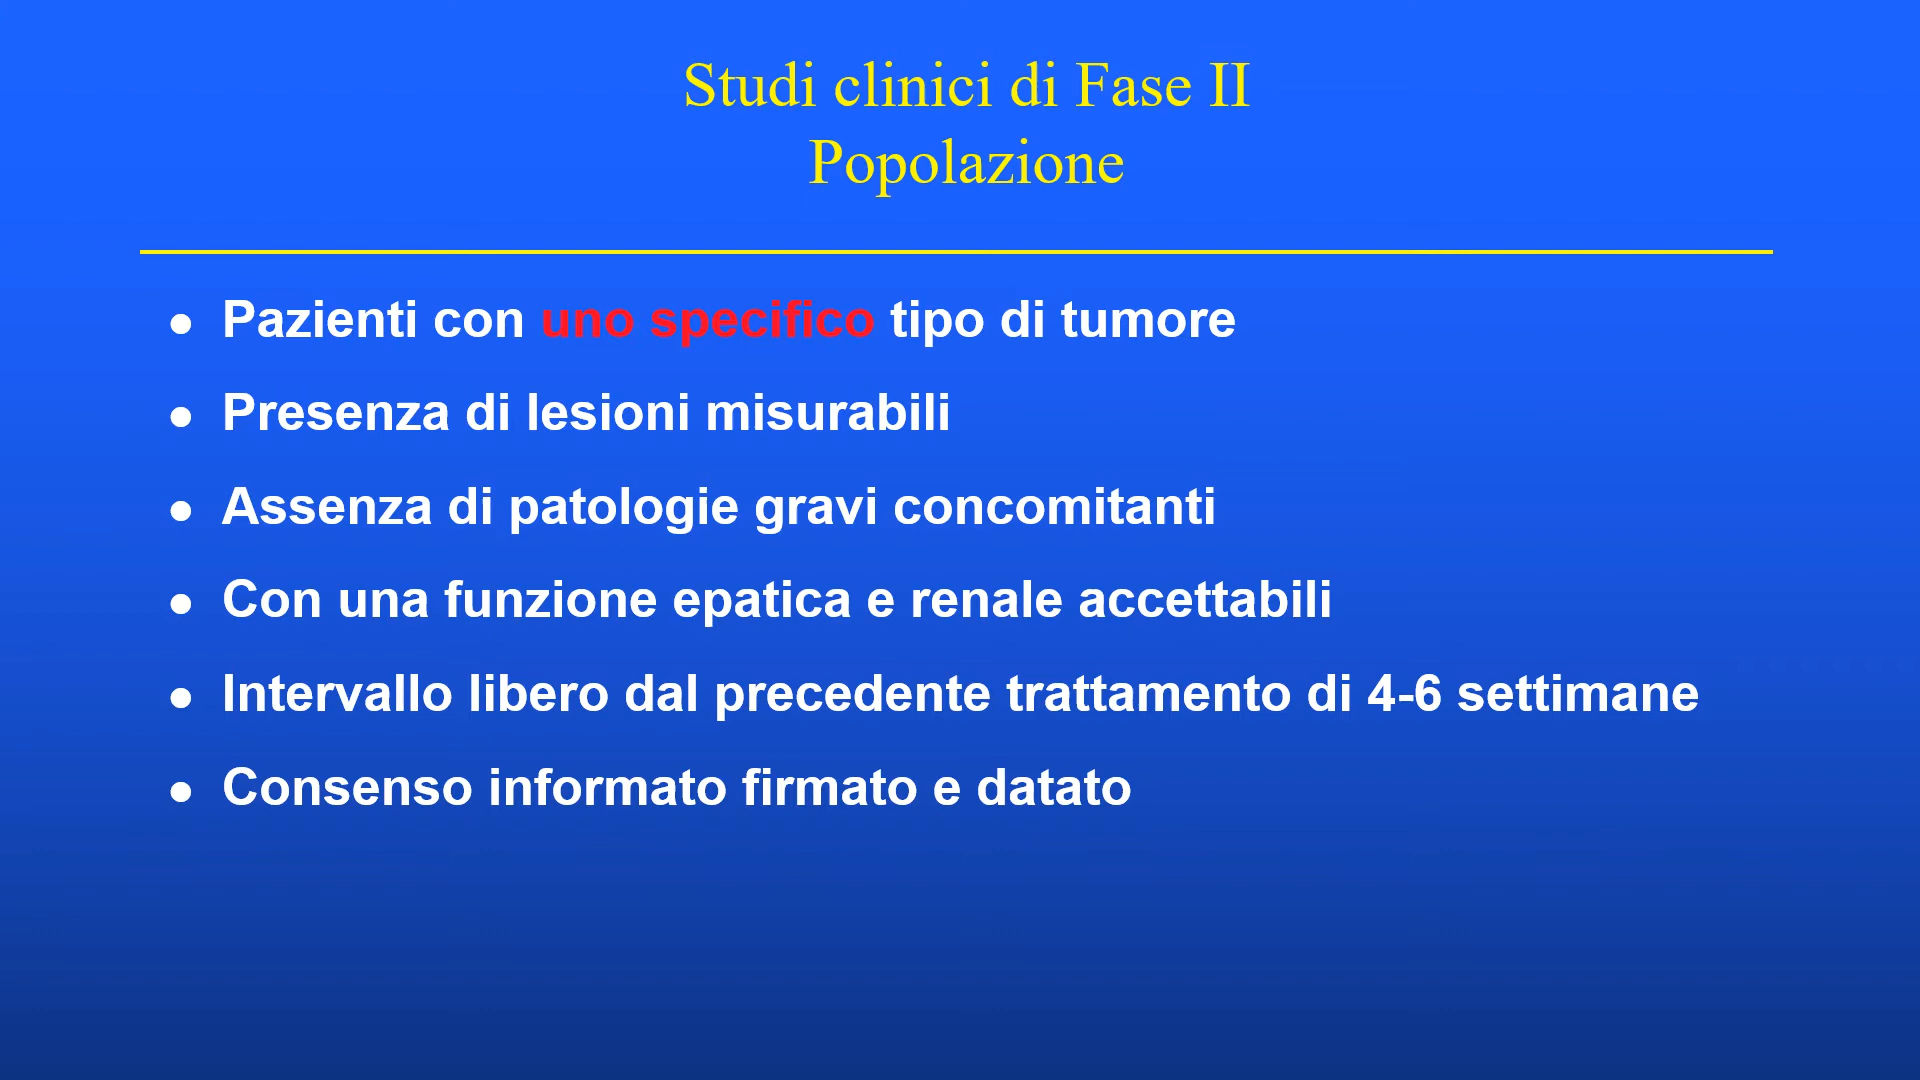 Studi clinici di Fase II
Popolazione
● Pazienti con uno specifico tipo di tumore
● Presenza di lesioni misurabili
● Assenza di patologie gravi concomitanti
● Con una funzione epatica e renale accettabili
● Intervallo libero dal precedente trattamento di 4-6 settimane
● Consenso informato firmato e datato